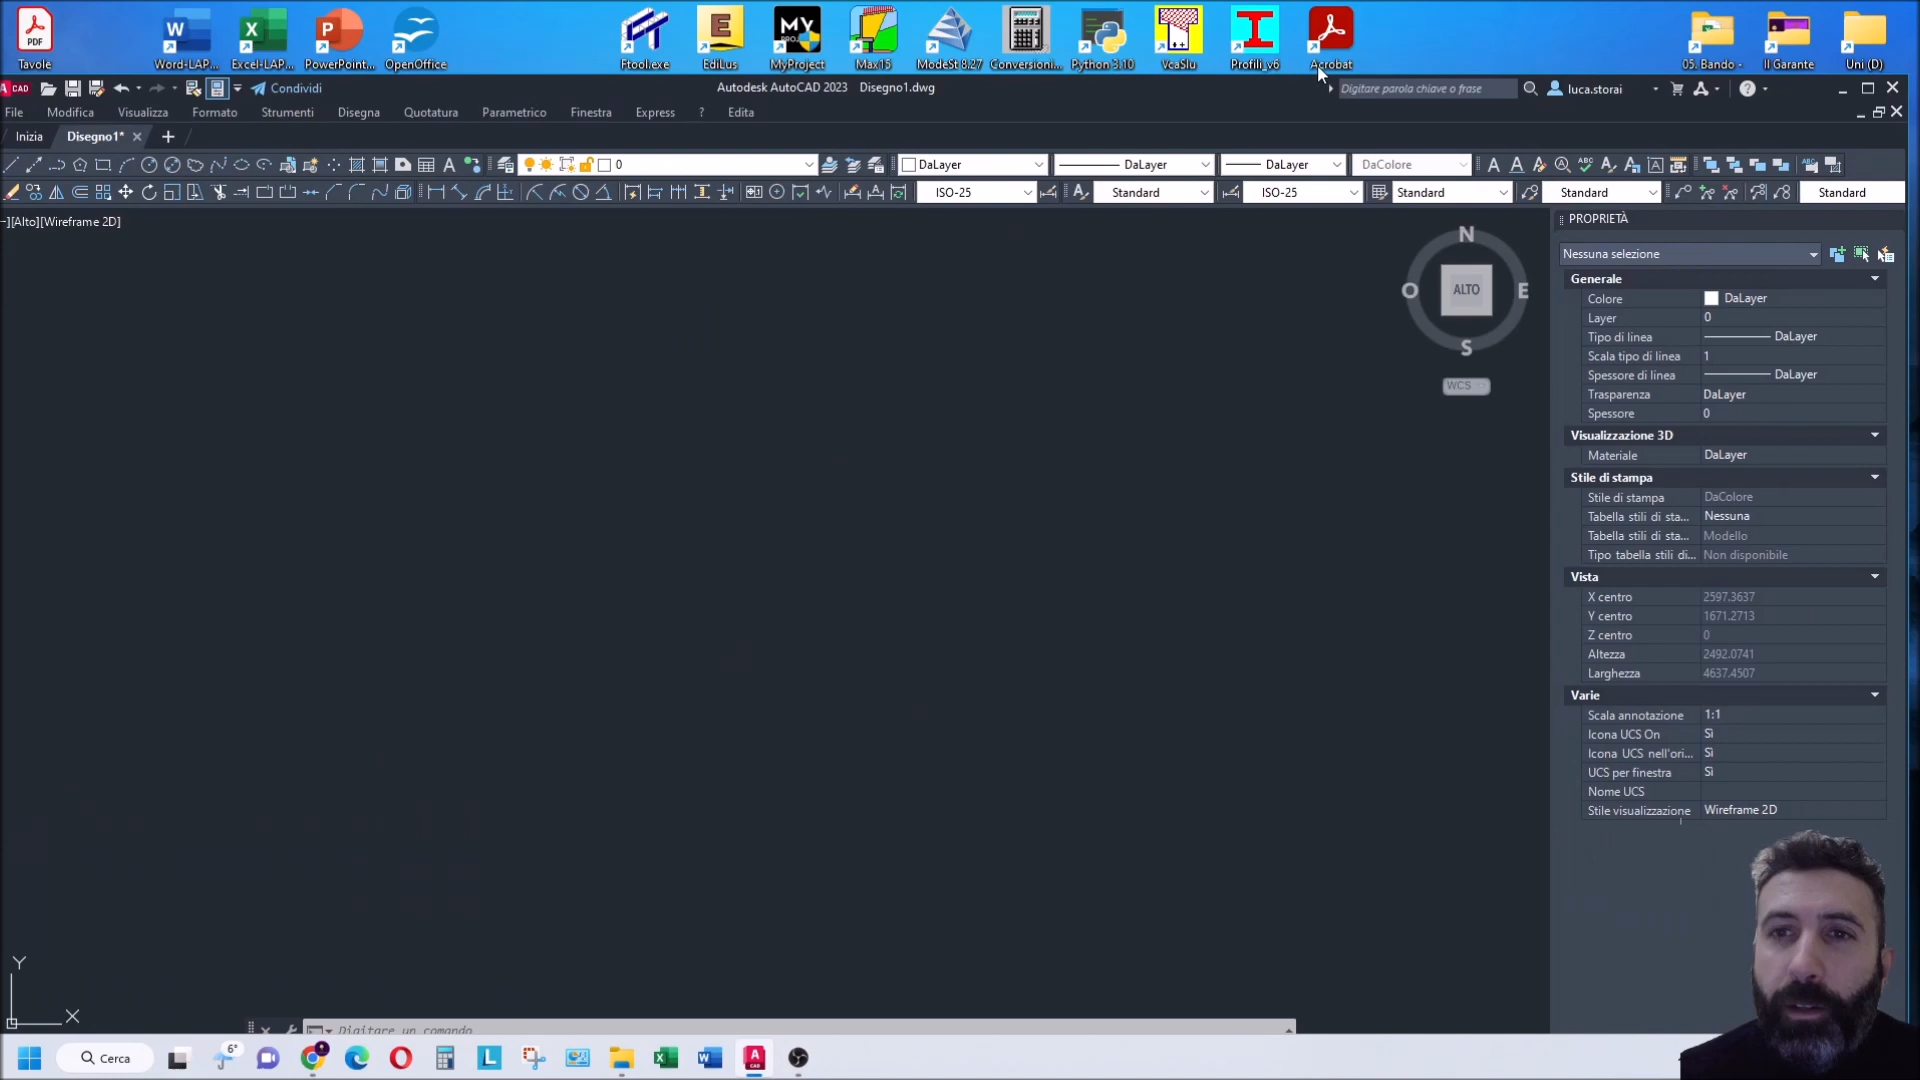 Tavole
Word-LAP...
Excel-LAP...
PowerPoint...
OpenOffice
Ftool.exe
EdiLus
MyProject
Max15
ModeSt 8.27
Conversioni...
Python 3.10
VcaSlu
Profili_v6
Acrobat
05. Bando -
Il Garante
Uni (D)
Condividi
Autodesk AutoCAD 2023 Disegno1.dwg
Digitare parola chiave o frase
luca.storai
File Modifica Visualizza Formato Strumenti Disegna Quotatura Parametrico Finestra Express ? Edita
Inizia Disegno1*
0 DaLayer DaLayer DaLayer DaColore
ISO-25 Standard ISO-25 Standard Standard Standard
][Alto][Wireframe 2D]
N
O ALTO E
S
WCS
PROPRIETÀ
Nessuna selezione
Generale
Colore DaLayer
Layer 0
Tipo di linea DaLayer
Scala tipo di linea 1
Spessore di linea DaLayer
Trasparenza DaLayer
Spessore 0
Visualizzazione 3D
Materiale DaLayer
Stile di stampa
Stile di stampa DaColore
Tabella stili di sta... Nessuna
Tabella stili di sta... Modello
Tipo tabella stili di... Non disponibile
Vista
X centro 2597.3637
Y centro 1671.2713
Z centro 0
Altezza 2492.0741
Larghezza 4637.4507
Varie
Scala annotazione 1:1
Icona UCS On Sì
Icona UCS nell'ori... Sì
UCS per finestra Sì
Nome UCS
Stile visualizzazione Wireframe 2D
Y
X
Digitare un comando
Cerca
6°